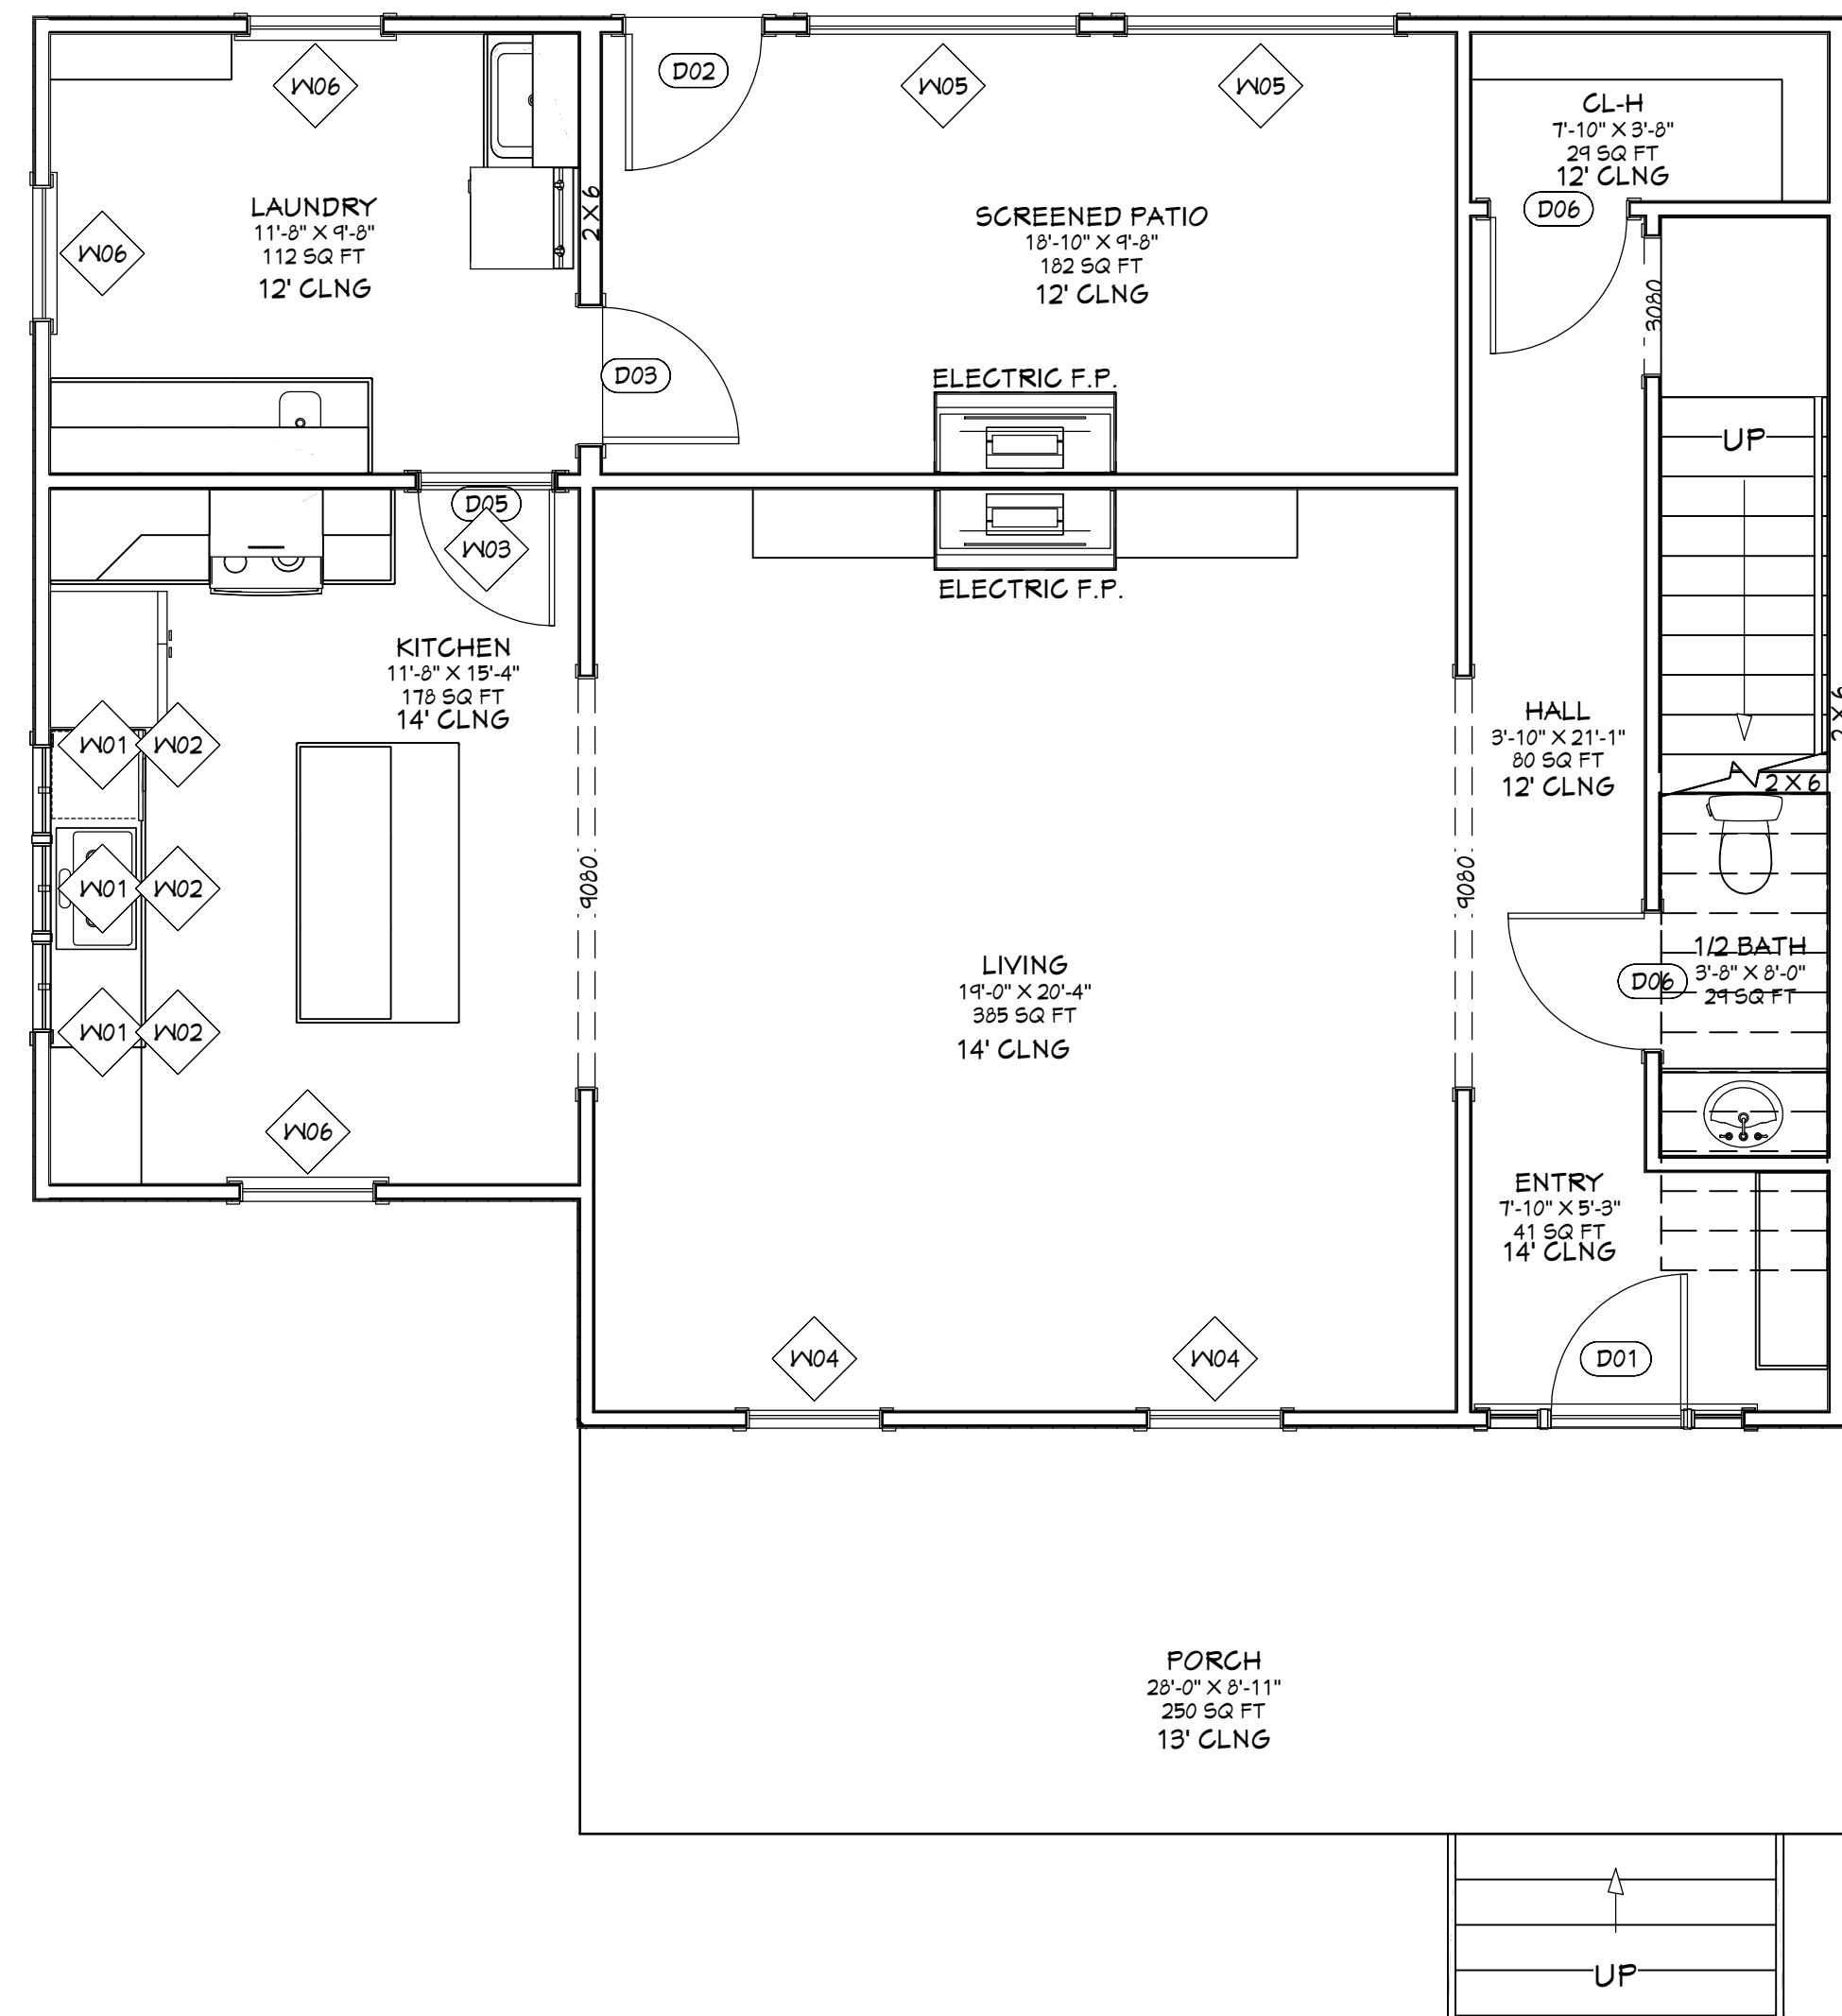 D02
W06
W05
W05
CL-H
7'-10" X 3'-8"
29 SQ FT
12' CLNG
D06
LAUNDRY
11'-8" X 9'-8"
112 SQ FT
12' CLNG
W06
2 X 6
SCREENED PATIO
18'-10" X 9'-8"
182 SQ FT
12' CLNG
3080
D03
ELECTRIC F.P.
UP
D05
W03
ELECTRIC F.P.
KITCHEN
11'-8" X 15'-4"
178 SQ FT
14' CLNG
W01
W02
HALL
3'-10" X 21'-1"
80 SQ FT
12' CLNG
2 X 6
2 X 6
W01
W02
9080
9080
LIVING
19'-0" X 20'-4"
385 SQ FT
14' CLNG
1/2 BATH
3'-8" X 8'-0"
29 SQ FT
D06
W01
W02
W06
ENTRY
7'-10" X 5'-3"
41 SQ FT
14' CLNG
W04
W04
D01
PORCH
28'-0" X 8'-11"
250 SQ FT
13' CLNG
UP